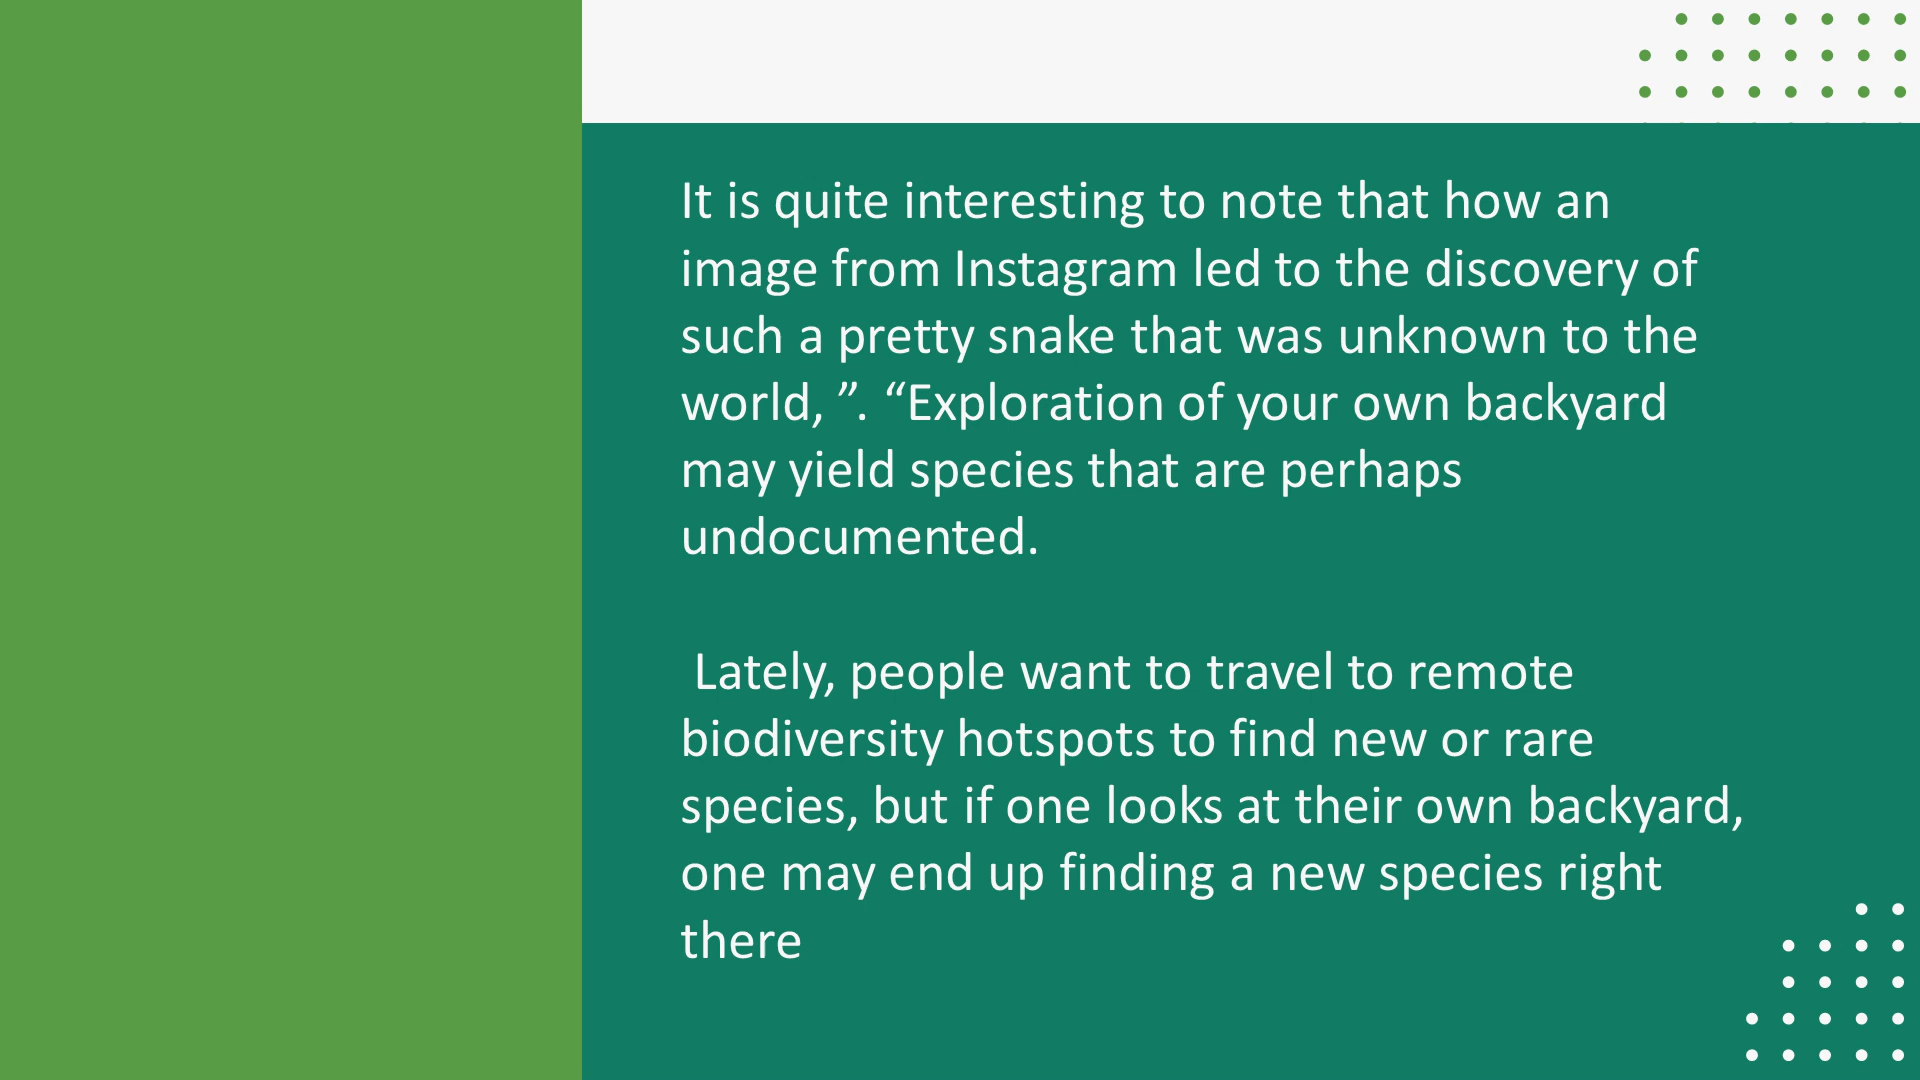 It is quite interesting to note that how an
image from Instagram led to the discovery of
such a pretty snake that was unknown to the
world, ”. “Exploration of your own backyard
may yield species that are perhaps
undocumented.
Lately, people want to travel to remote
biodiversity hotspots to find new or rare
species, but if one looks at their own backyard,
one may end up finding a new species right
there